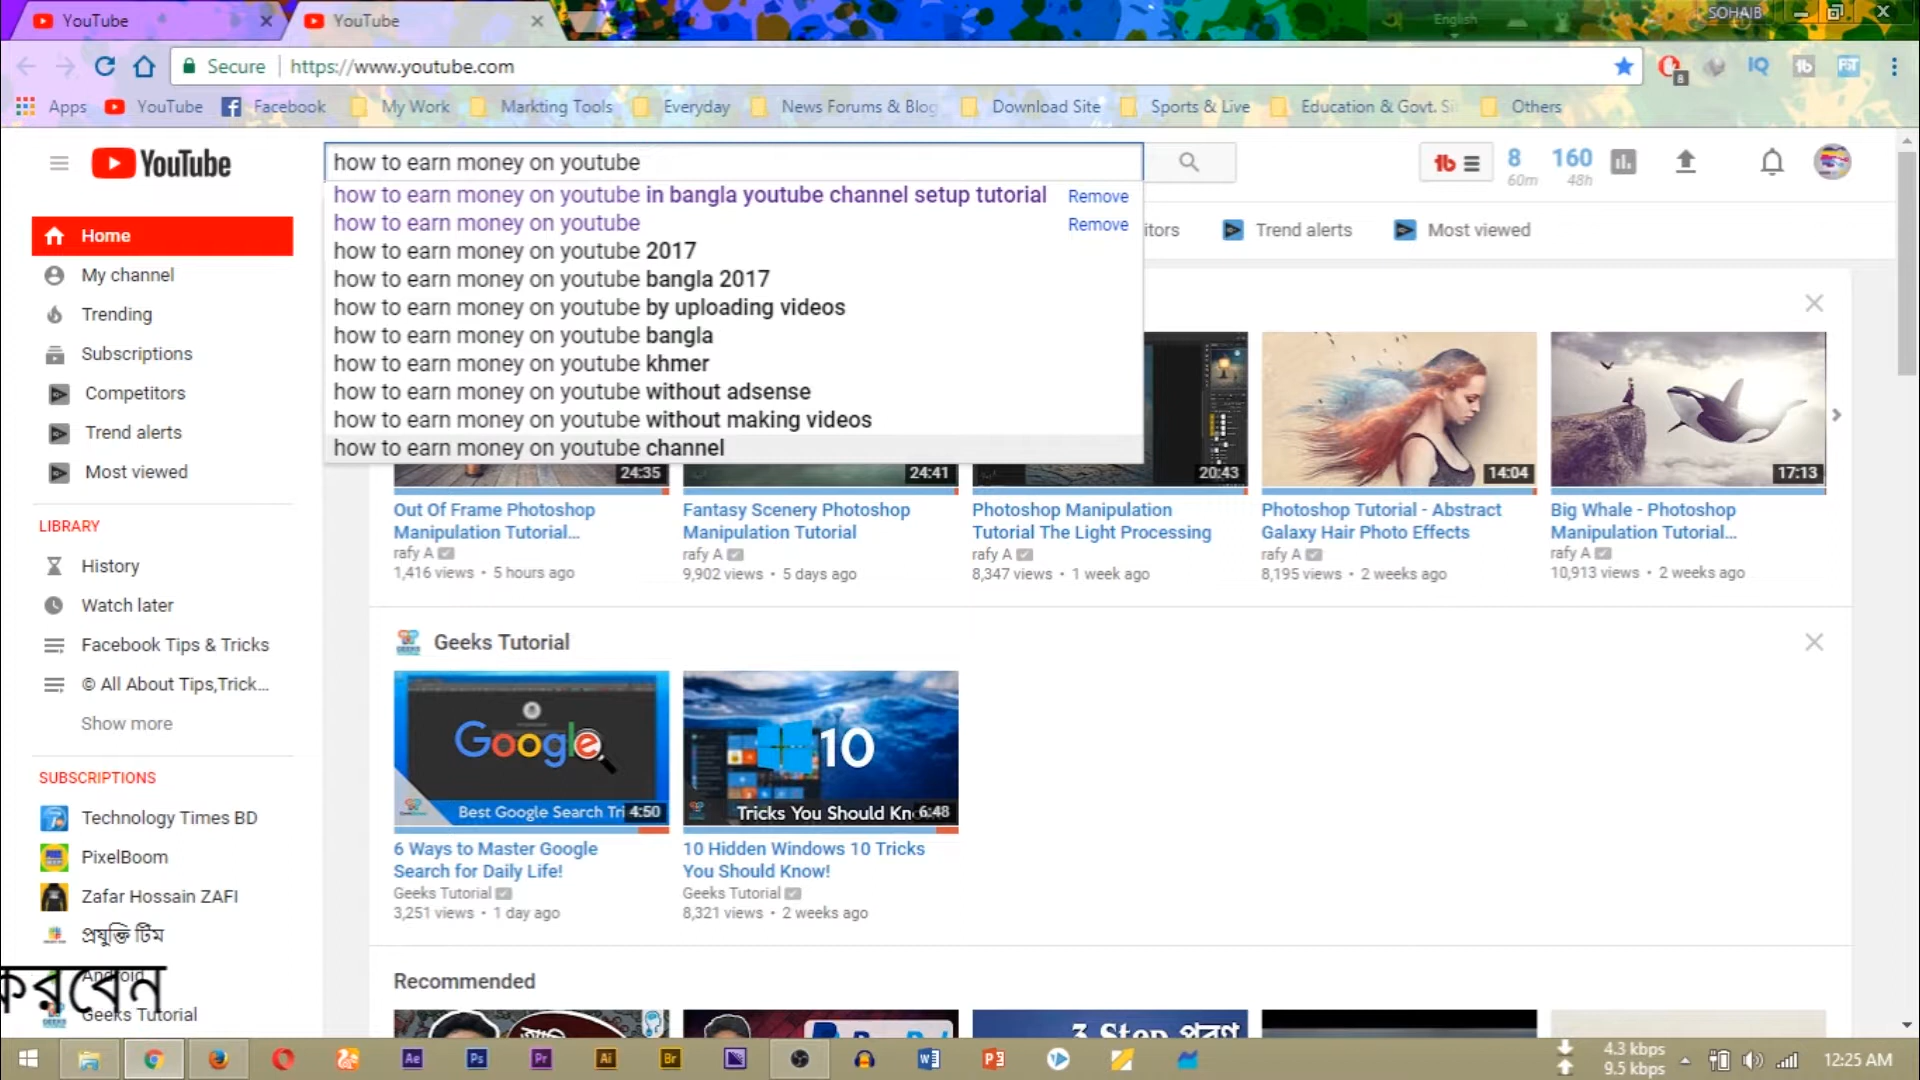 YouTube
YouTube
English
SOHAIB
Secure
https://www.youtube.com
8
IQ
Apps
YouTube
Facebook
My Work
Markting Tools
Everyday
News Forums & Blog
Download Site
Sports & Live
Education & Govt. Si
Others
YouTube
how to earn money on youtube
8
60m
160
48h
how to earn money on youtube in bangla youtube channel setup tutorial
Remove
how to earn money on youtube
Remove
how to earn money on youtube 2017
how to earn money on youtube bangla 2017
how to earn money on youtube by uploading videos
how to earn money on youtube bangla
how to earn money on youtube khmer
how to earn money on youtube without adsense
how to earn money on youtube without making videos
how to earn money on youtube channel
itors
Trend alerts
Most viewed
Home
My channel
Trending
Subscriptions
Competitors
Trend alerts
Most viewed
LIBRARY
History
Watch later
Facebook Tips & Tricks
© All About Tips,Trick...
Show more
SUBSCRIPTIONS
Technology Times BD
PixelBoom
Zafar Hossain ZAFI
প্রযুক্তি টিম
Android
Geeks Tutorial
করবেন
24:35
24:41
20:43
14:04
17:13
Out Of Frame Photoshop
Manipulation Tutorial...
rafy A
1,416 views • 5 hours ago
Fantasy Scenery Photoshop
Manipulation Tutorial
rafy A
9,902 views • 5 days ago
Photoshop Manipulation
Tutorial The Light Processing
rafy A
8,347 views • 1 week ago
Photoshop Tutorial - Abstract
Galaxy Hair Photo Effects
rafy A
8,195 views • 2 weeks ago
Big Whale - Photoshop
Manipulation Tutorial...
rafy A
10,913 views • 2 weeks ago
Geeks Tutorial
Google
Best Google Search Tri
4:50
10
Tricks You Should Kn
6:48
6 Ways to Master Google
Search for Daily Life!
Geeks Tutorial
3,251 views • 1 day ago
10 Hidden Windows 10 Tricks
You Should Know!
Geeks Tutorial
8,321 views • 2 weeks ago
Recommended
3 Step
Ae
Ps
Pr
Ai
Br
4.3 kbps
9.5 kbps
12:25 AM